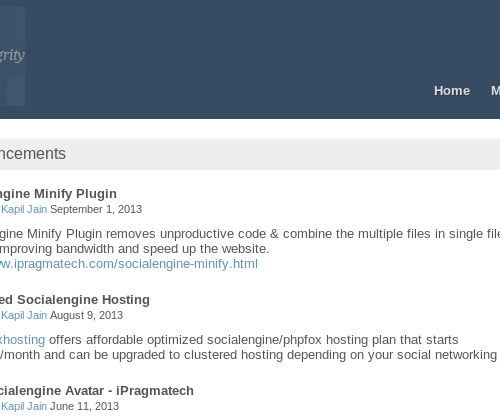 grity
Home M
ncements
ngine Minify Plugin
Kapil Jain September 1, 2013
gine Minify Plugin removes unproductive code & combine the multiple files in single file
mproving bandwidth and speed up the website.
ww.ipragmatech.com/socialengine-minify.html
ed Socialengine Hosting
Kapil Jain August 9, 2013
xhosting offers affordable optimized socialengine/phpfox hosting plan that starts
/month and can be upgraded to clustered hosting depending on your social networking
cialengine Avatar - iPragmatech
Kapil Jain June 11, 2013